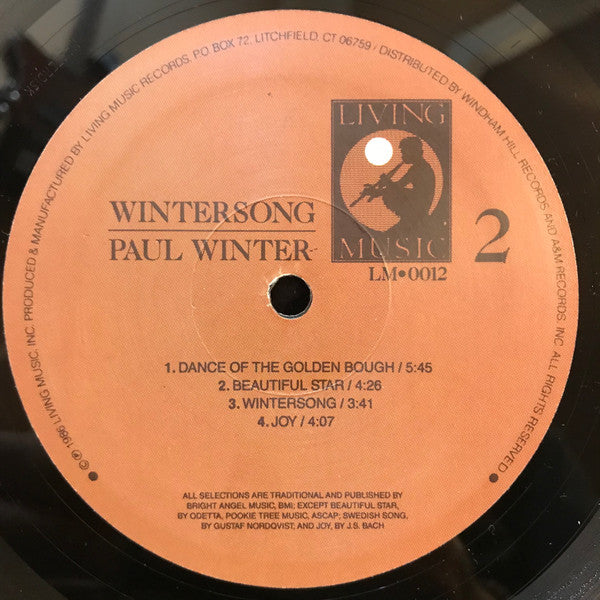 © ℗ 1986 LIVING MUSIC, INC. PRODUCED & MANUFACTURED BY LIVING MUSIC RECORDS, P.O. BOX 72, LITCHFIELD, CT 06759 / DISTRIBUTED BY WINDHAM HILL RECORDS AND A&M RECORDS, INC. ALL RIGHTS RESERVED
LIVING
MUSIC
LM•0012
2
WINTERSONG
PAUL WINTER
1. DANCE OF THE GOLDEN BOUGH / 5:45
2. BEAUTIFUL STAR / 4:26
3. WINTERSONG / 3:41
4. JOY / 4:07
ALL SELECTIONS ARE TRADITIONAL AND PUBLISHED BY
BRIGHT ANGEL MUSIC, BMI; EXCEPT BEAUTIFUL STAR,
BY ODETTA, POOKIE TREE MUSIC, ASCAP; SWEDISH SONG,
BY GUSTAF NORDQVIST; AND JOY, BY J.S. BACH